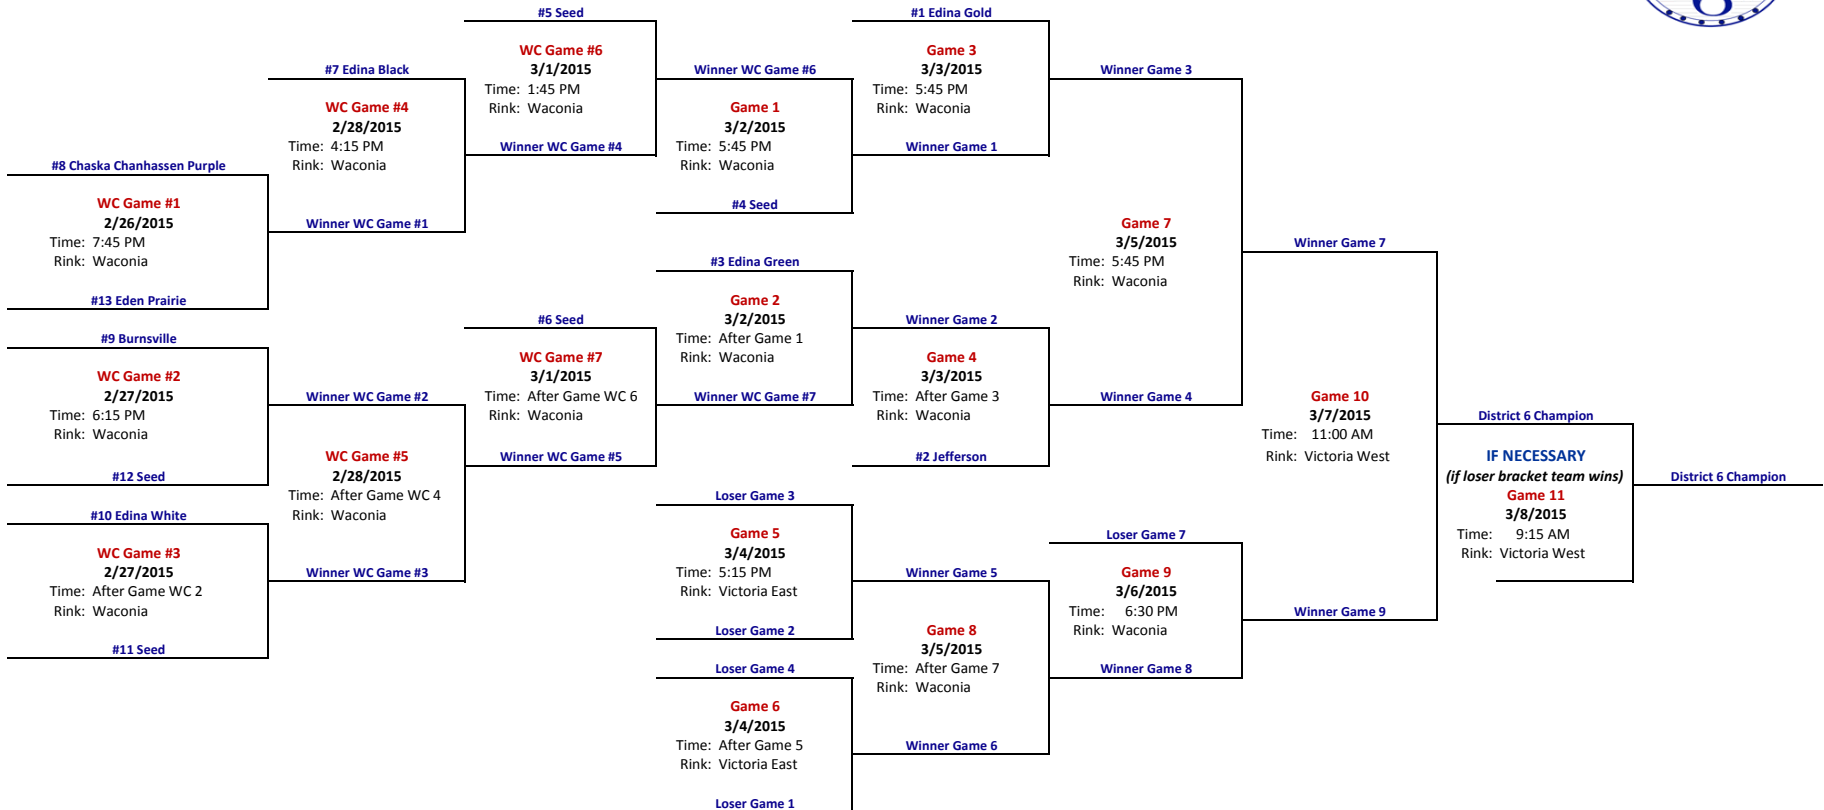 #8 Chaska Chanhassen Purple
WC Game #1
2/26/2015
Time: 7:45 PM
Rink: Waconia
#13 Eden Prairie
#9 Burnsville
WC Game #2
2/27/2015
Time: 6:15 PM
Rink: Waconia
#12 Seed
#10 Edina White
WC Game #3
2/27/2015
Time: After Game WC 2
Rink: Waconia
#11 Seed
#7 Edina Black
WC Game #4
2/28/2015
Time: 4:15 PM
Rink: Waconia
Winner WC Game #1
Winner WC Game #2
WC Game #5
2/28/2015
Time: After Game WC 4
Rink: Waconia
Winner WC Game #3
#5 Seed
WC Game #6
3/1/2015
Time: 1:45 PM
Rink: Waconia
Winner WC Game #4
#6 Seed
WC Game #7
3/1/2015
Time: After Game WC 6
Rink: Waconia
Winner WC Game #5
Winner WC Game #6
Game 1
3/2/2015
Time: 5:45 PM
Rink: Waconia
#4 Seed
#3 Edina Green
Game 2
3/2/2015
Time: After Game 1
Rink: Waconia
Winner WC Game #7
Loser Game 3
Game 5
3/4/2015
Time: 5:15 PM
Rink: Victoria East
Loser Game 2
Loser Game 4
Game 6
3/4/2015
Time: After Game 5
Rink: Victoria East
Loser Game 1
#1 Edina Gold
Game 3
3/3/2015
Time: 5:45 PM
Rink: Waconia
Winner Game 1
Winner Game 2
Game 4
3/3/2015
Time: After Game 3
Rink: Waconia
#2 Jefferson
Winner Game 5
Game 8
3/5/2015
Time: After Game 7
Rink: Waconia
Winner Game 6
Winner Game 3
Game 7
3/5/2015
Time: 5:45 PM
Rink: Waconia
Winner Game 4
Loser Game 7
Game 9
3/6/2015
Time: 6:30 PM
Rink: Waconia
Winner Game 8
Winner Game 7
Game 10
3/7/2015
Time: 11:00 AM
Rink: Victoria West
Winner Game 9
District 6 Champion
IF NECESSARY
(if loser bracket team wins)
Game 11
3/8/2015
Time: 9:15 AM
Rink: Victoria West
District 6 Champion